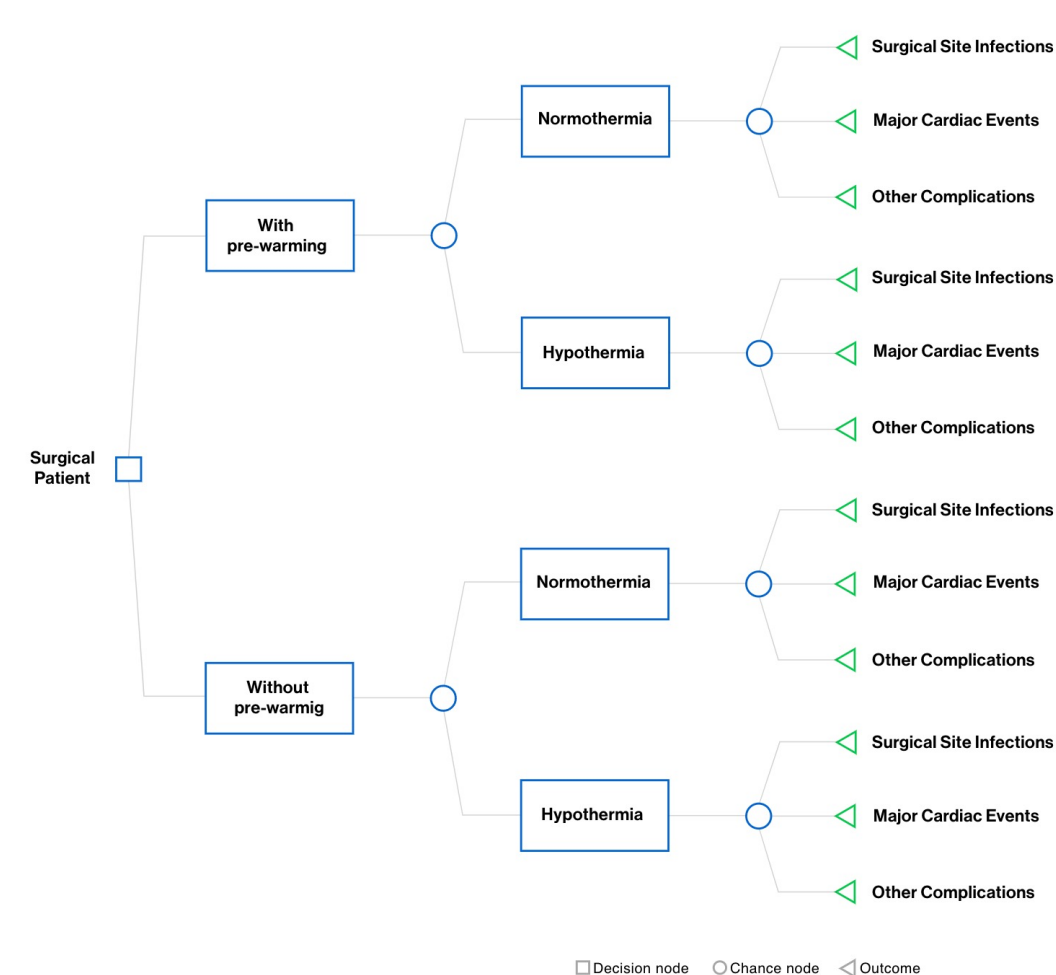 Surgical Site Infections
Normothermia
Major Cardiac Events
Other Complications
With
pre-warming
Surgical Site Infections
Hypothermia
Major Cardiac Events
Other Complications
Surgical
Patient
Surgical Site Infections
Normothermia
Major Cardiac Events
Other Complications
Without
pre-warmig
Surgical Site Infections
Hypothermia
Major Cardiac Events
Other Complications
Decision node
Chance node
Outcome